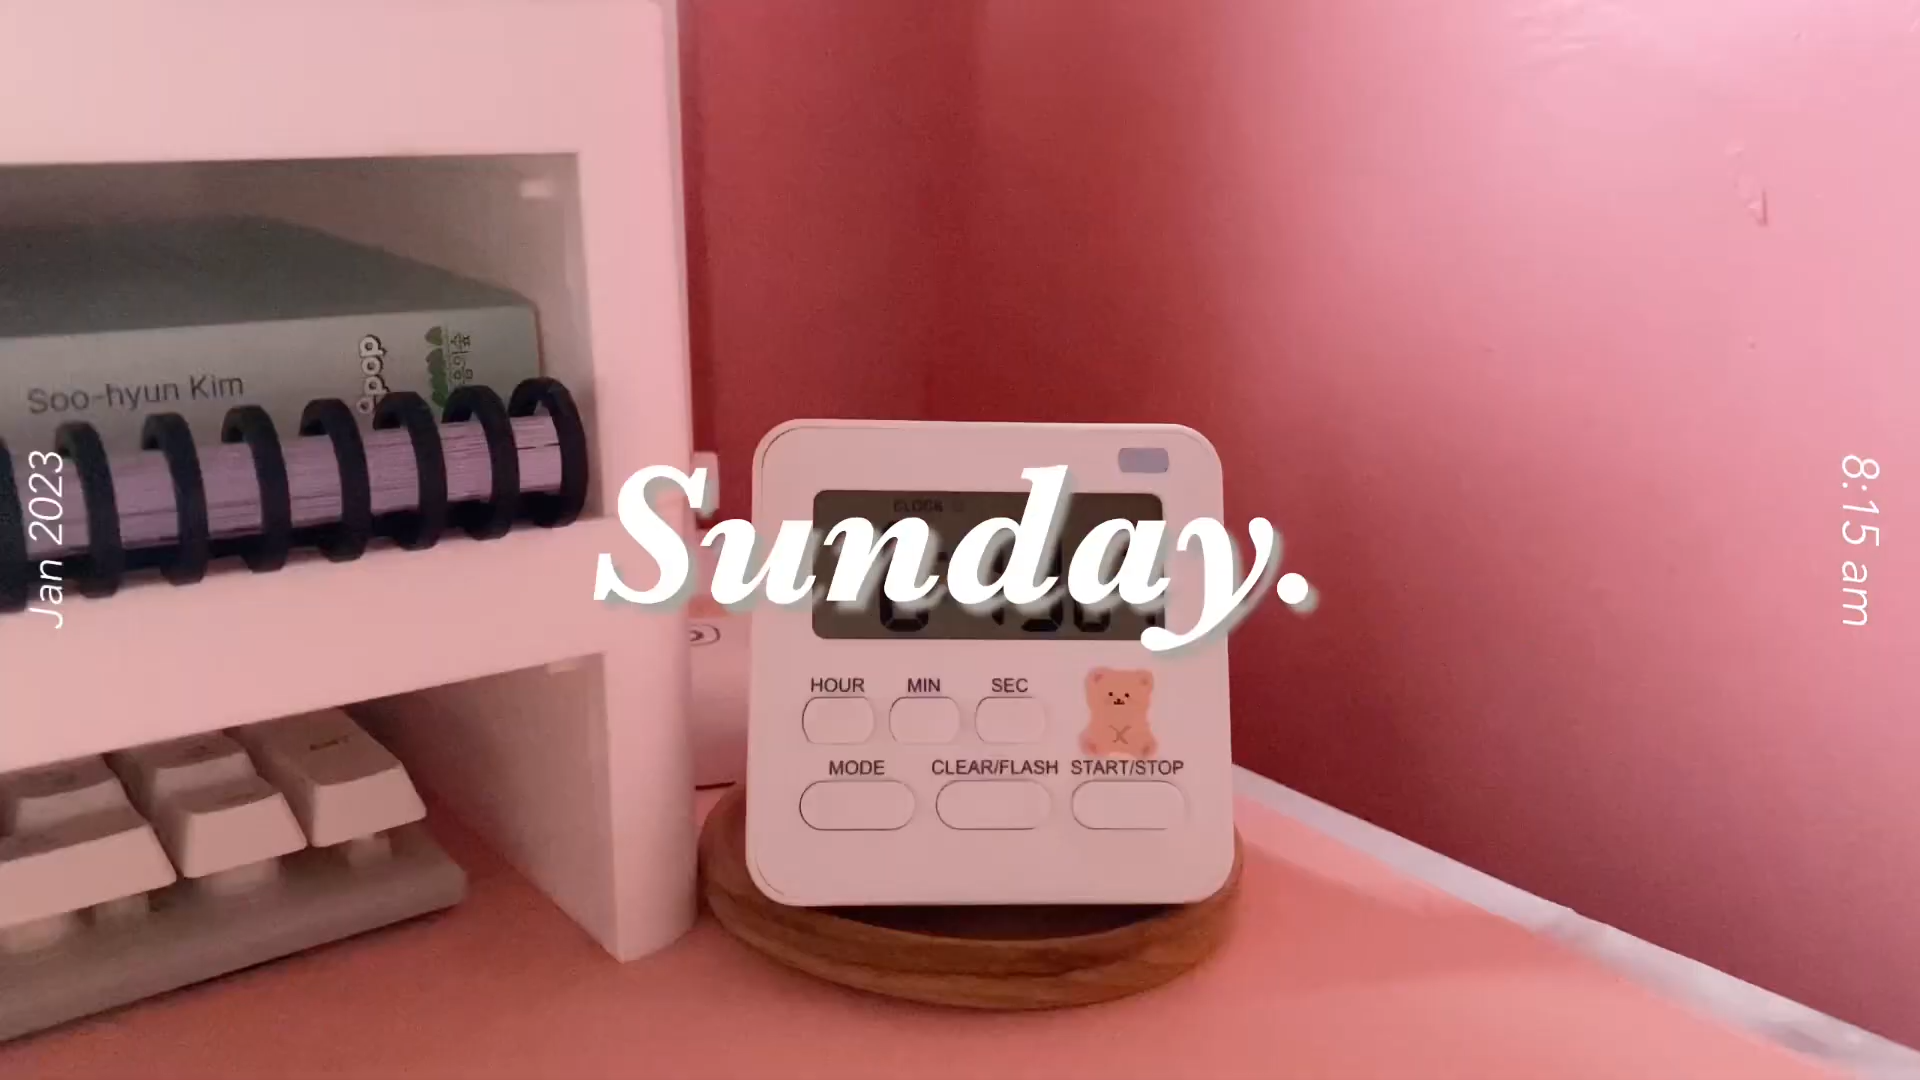 Soo-hyun Kim
Jan 2023
Sunday.
8:15 am
CLOCK
HOUR MIN SEC
MODE CLEAR/FLASH START/STOP